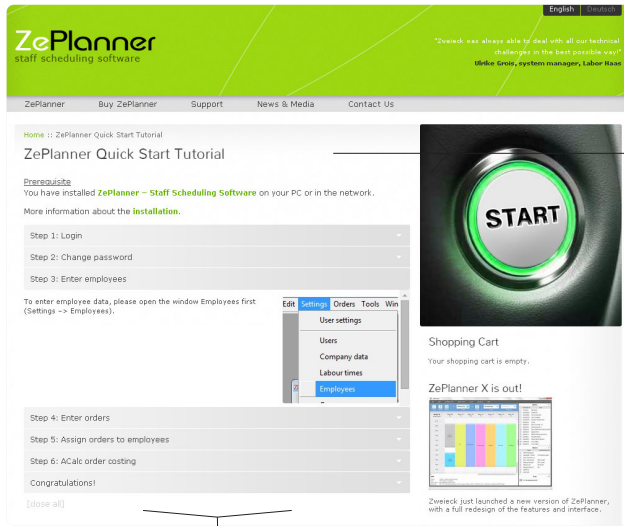 English Deutsch
ZePlanner
staff scheduling software
"Zweieck was always able to deal with all our technical
challenges in the best possible way!"
Ulrike Grois, system manager, Labor Haas
ZePlanner Buy ZePlanner Support News & Media Contact Us
Home :: ZePlanner Quick Start Tutorial
ZePlanner Quick Start Tutorial
Prerequisite
You have installed ZePlanner – Staff Scheduling Software on your PC or in the network.
More information about the installation.
Step 1: Login
Step 2: Change password
Step 3: Enter employees
To enter employee data, please open the window Employees first
(Settings -> Employees).
Edit Settings Orders Tools Win
User settings
Users
Company data
Labour times
Employees
Step 4: Enter orders
Step 5: Assign orders to employees
Step 6: ACalc order costing
Congratulations!
[close all]
START
Shopping Cart
Your shopping cart is empty.
ZePlanner X is out!
Zweieck just launched a new version of ZePlanner,
with a full redesign of the features and interface.